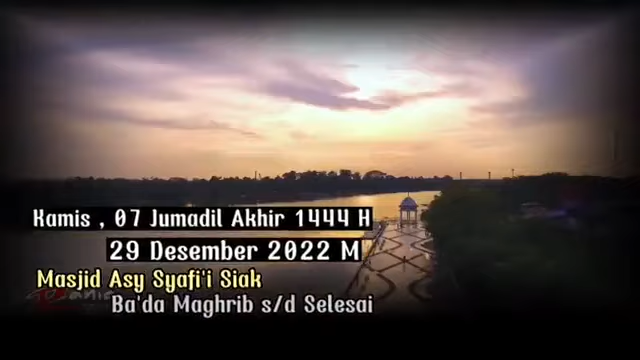 Kamis , 07 Jumadil Akhir 1444 H
29 Desember 2022 M
Masjid Asy Syafi'i Siak
Ba'da Maghrib s/d Selesai